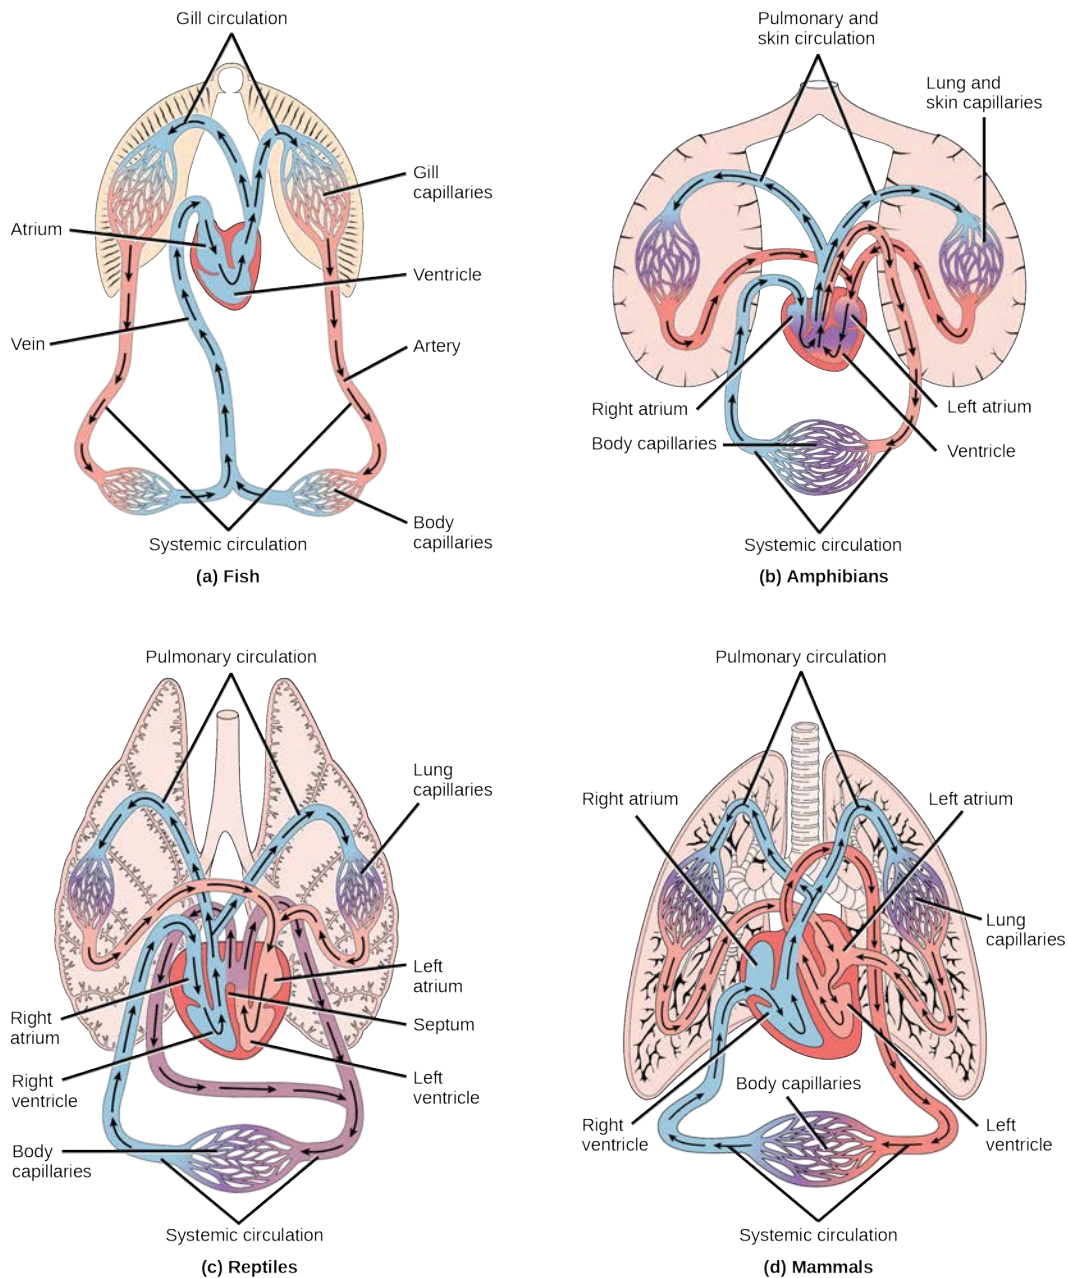 Gill circulation
Gill
capillaries
Atrium
Ventricle
Vein
Artery
Body
capillaries
Systemic circulation
(a) Fish
Pulmonary and
skin circulation
Lung and
skin capillaries
Right atrium
Left atrium
Body capillaries
Ventricle
Systemic circulation
(b) Amphibians
Pulmonary circulation
Lung
capillaries
Left
atrium
Right
atrium
Septum
Right
ventricle
Left
ventricle
Body
capillaries
Systemic circulation
(c) Reptiles
Pulmonary circulation
Right atrium
Left atrium
Lung
capillaries
Body capillaries
Right
ventricle
Left
ventricle
Systemic circulation
(d) Mammals